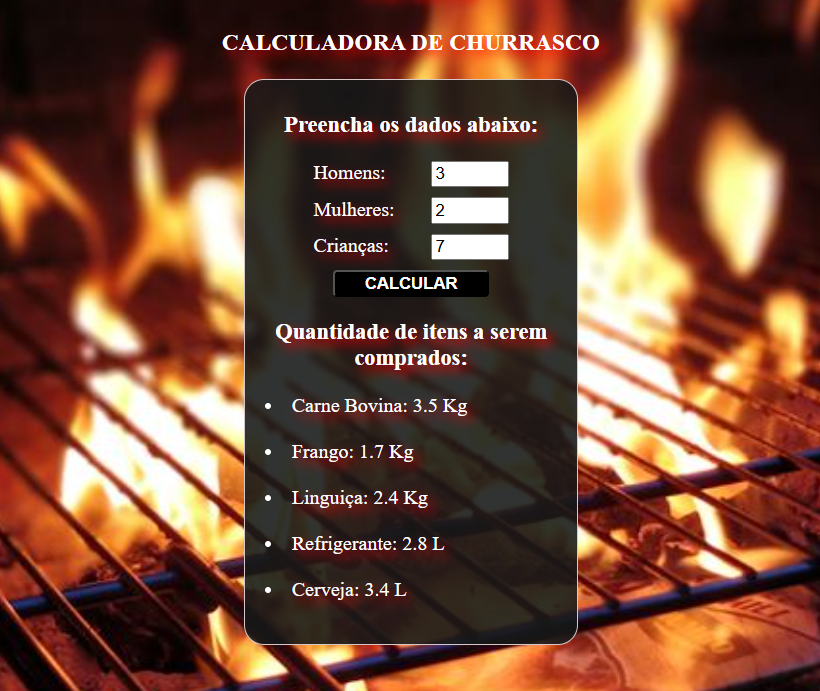 CALCULADORA DE CHURRASCO
Preencha os dados abaixo:
Homens: 3
Mulheres: 2
Crianças: 7
CALCULAR
Quantidade de itens a serem
comprados:
• Carne Bovina: 3.5 Kg
• Frango: 1.7 Kg
• Linguiça: 2.4 Kg
• Refrigerante: 2.8 L
• Cerveja: 3.4 L